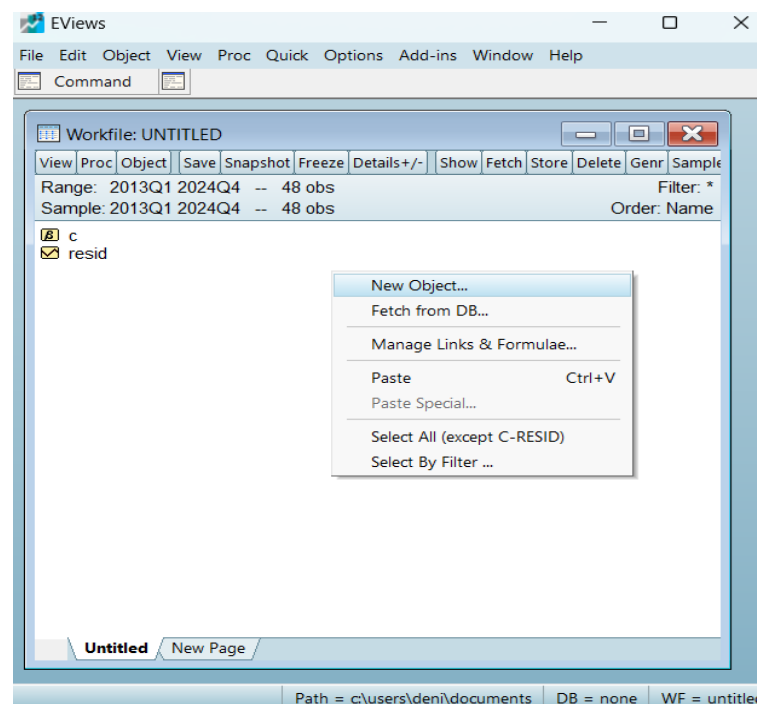 EViews
File Edit Object View Proc Quick Options Add-ins Window Help
Command
Workfile: UNTITLED
View Proc Object Save Snapshot Freeze Details+/- Show Fetch Store Delete Genr Sample
Range: 2013Q1 2024Q4 -- 48 obs Filter: *
Sample: 2013Q1 2024Q4 -- 48 obs Order: Name
c
resid
New Object...
Fetch from DB...
Manage Links & Formulae...
Paste Ctrl+V
Paste Special...
Select All (except C-RESID)
Select By Filter ...
Untitled New Page
Path = c:\users\deni\documents DB = none WF = untitled